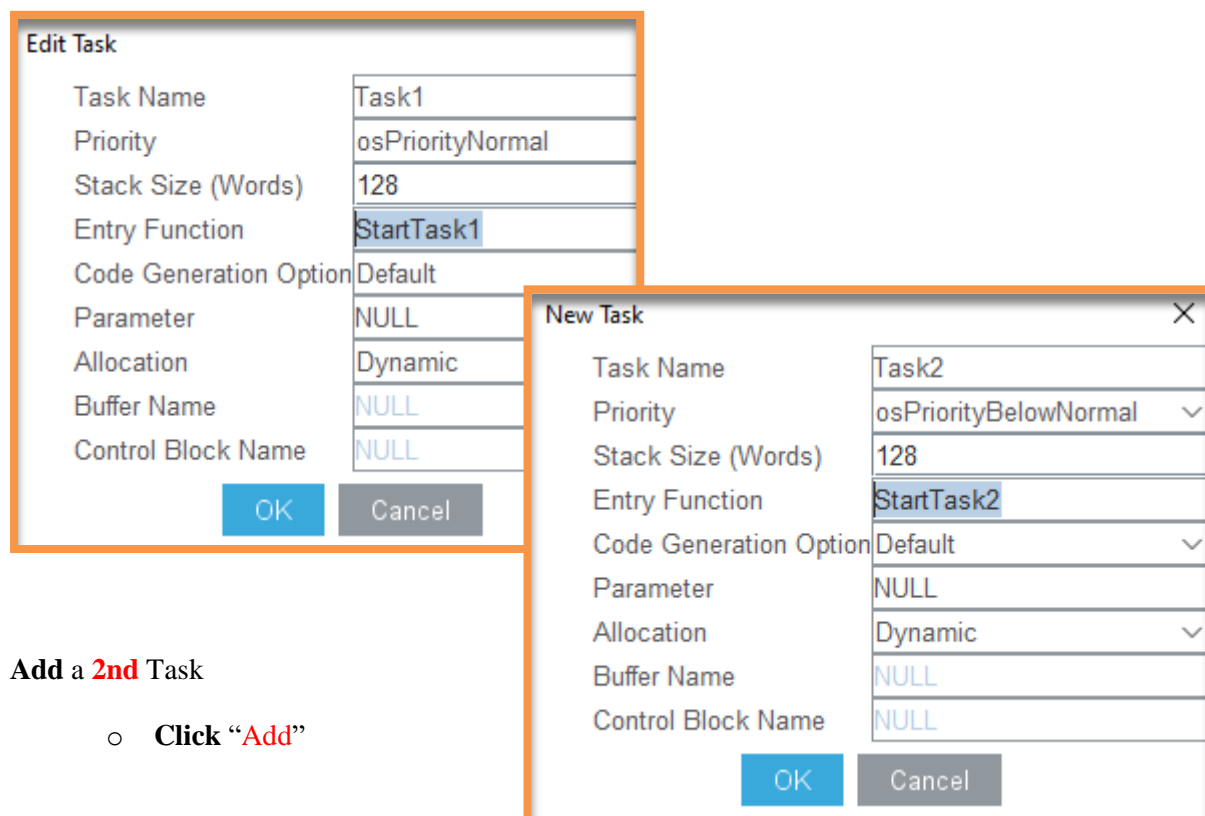 Edit Task
Task Name Task1
Priority osPriorityNormal
Stack Size (Words) 128
Entry Function StartTask1
Code Generation Option Default
Parameter NULL
Allocation Dynamic
Buffer Name NULL
Control Block Name NULL
OK Cancel
New Task
Task Name Task2
Priority osPriorityBelowNormal
Stack Size (Words) 128
Entry Function StartTask2
Code Generation Option Default
Parameter NULL
Allocation Dynamic
Buffer Name NULL
Control Block Name NULL
OK Cancel
Add a 2nd Task
o Click “Add”